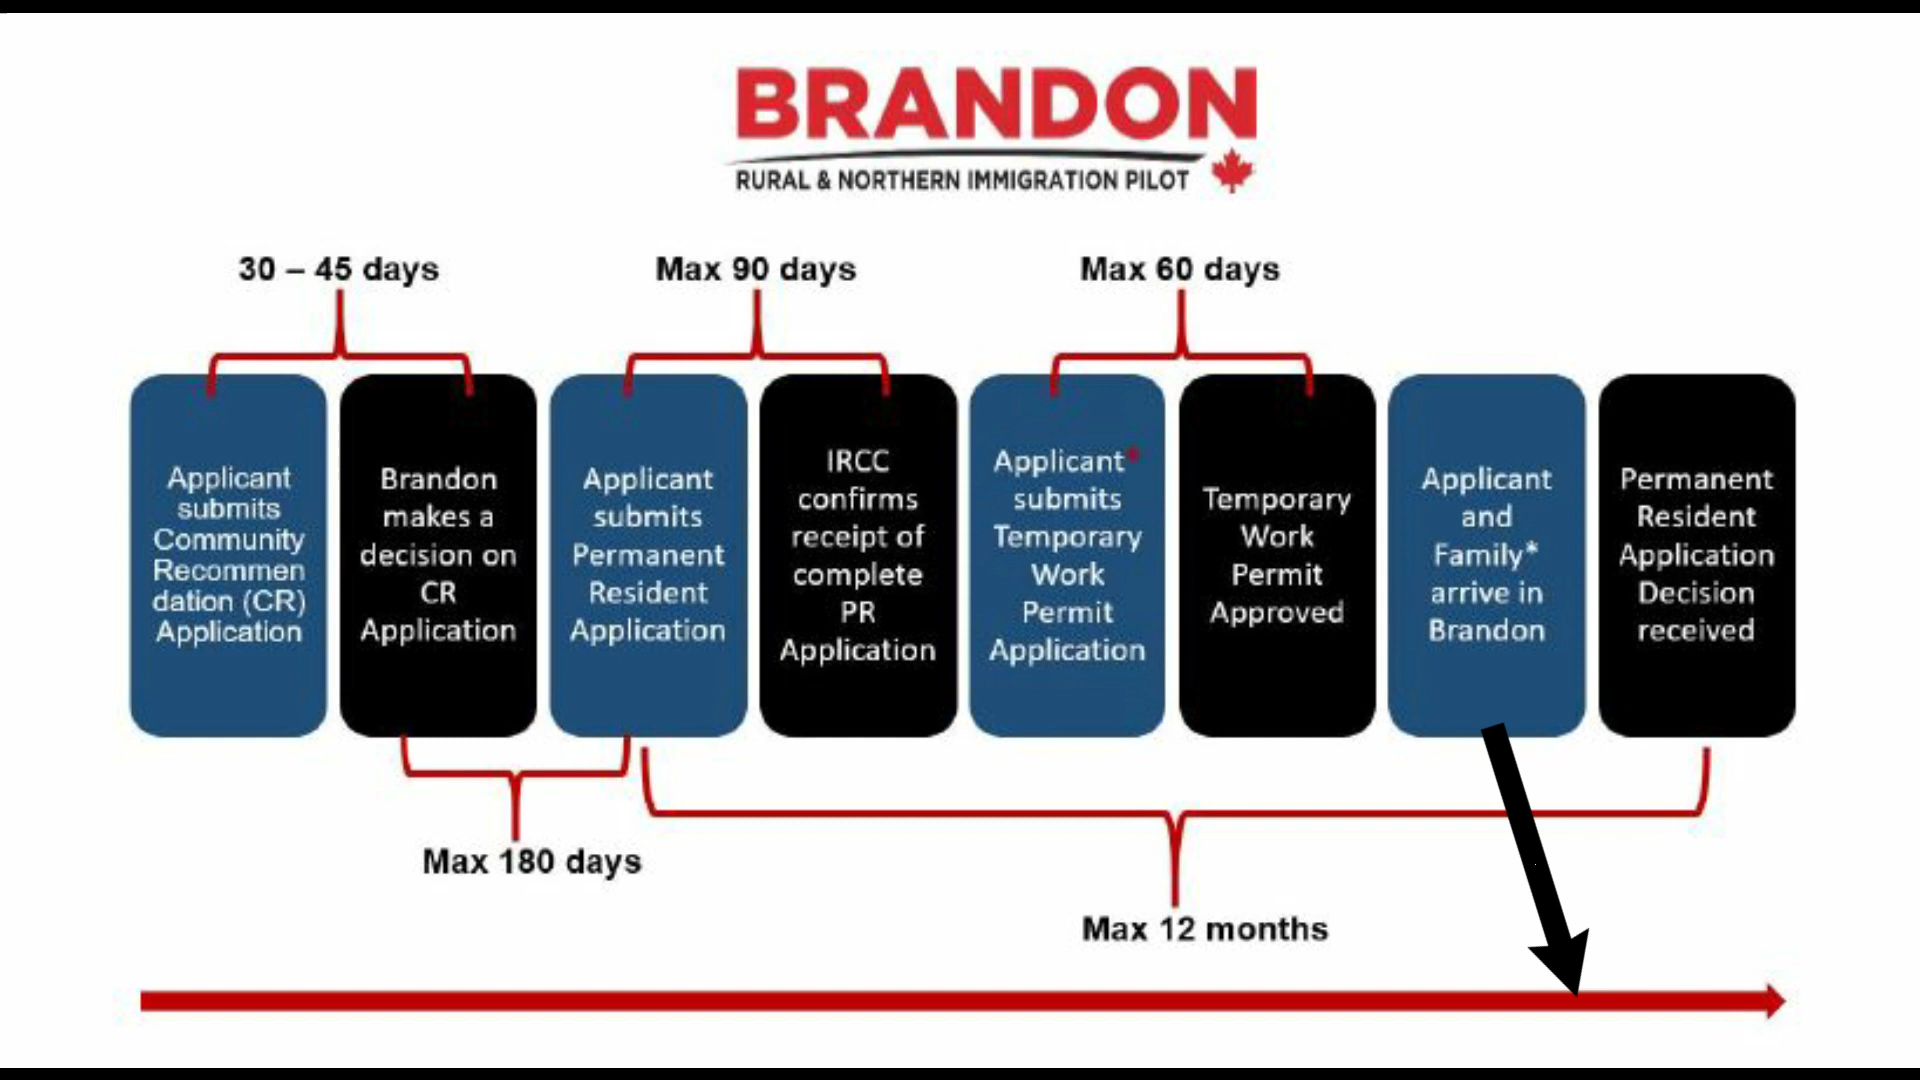 BRANDON
RURAL & NORTHERN IMMIGRATION PILOT
30 – 45 days
Max 90 days
Max 60 days
Applicant
submits
Community
Recommen
dation (CR)
Application
Brandon
makes a
decision on
CR
Application
Applicant
submits
Permanent
Resident
Application
IRCC
confirms
receipt of
complete
PR
Application
Applicant*
submits
Temporary
Work
Permit
Application
Temporary
Work
Permit
Approved
Applicant
and
Family*
arrive in
Brandon
Permanent
Resident
Application
Decision
received
Max 180 days
Max 12 months